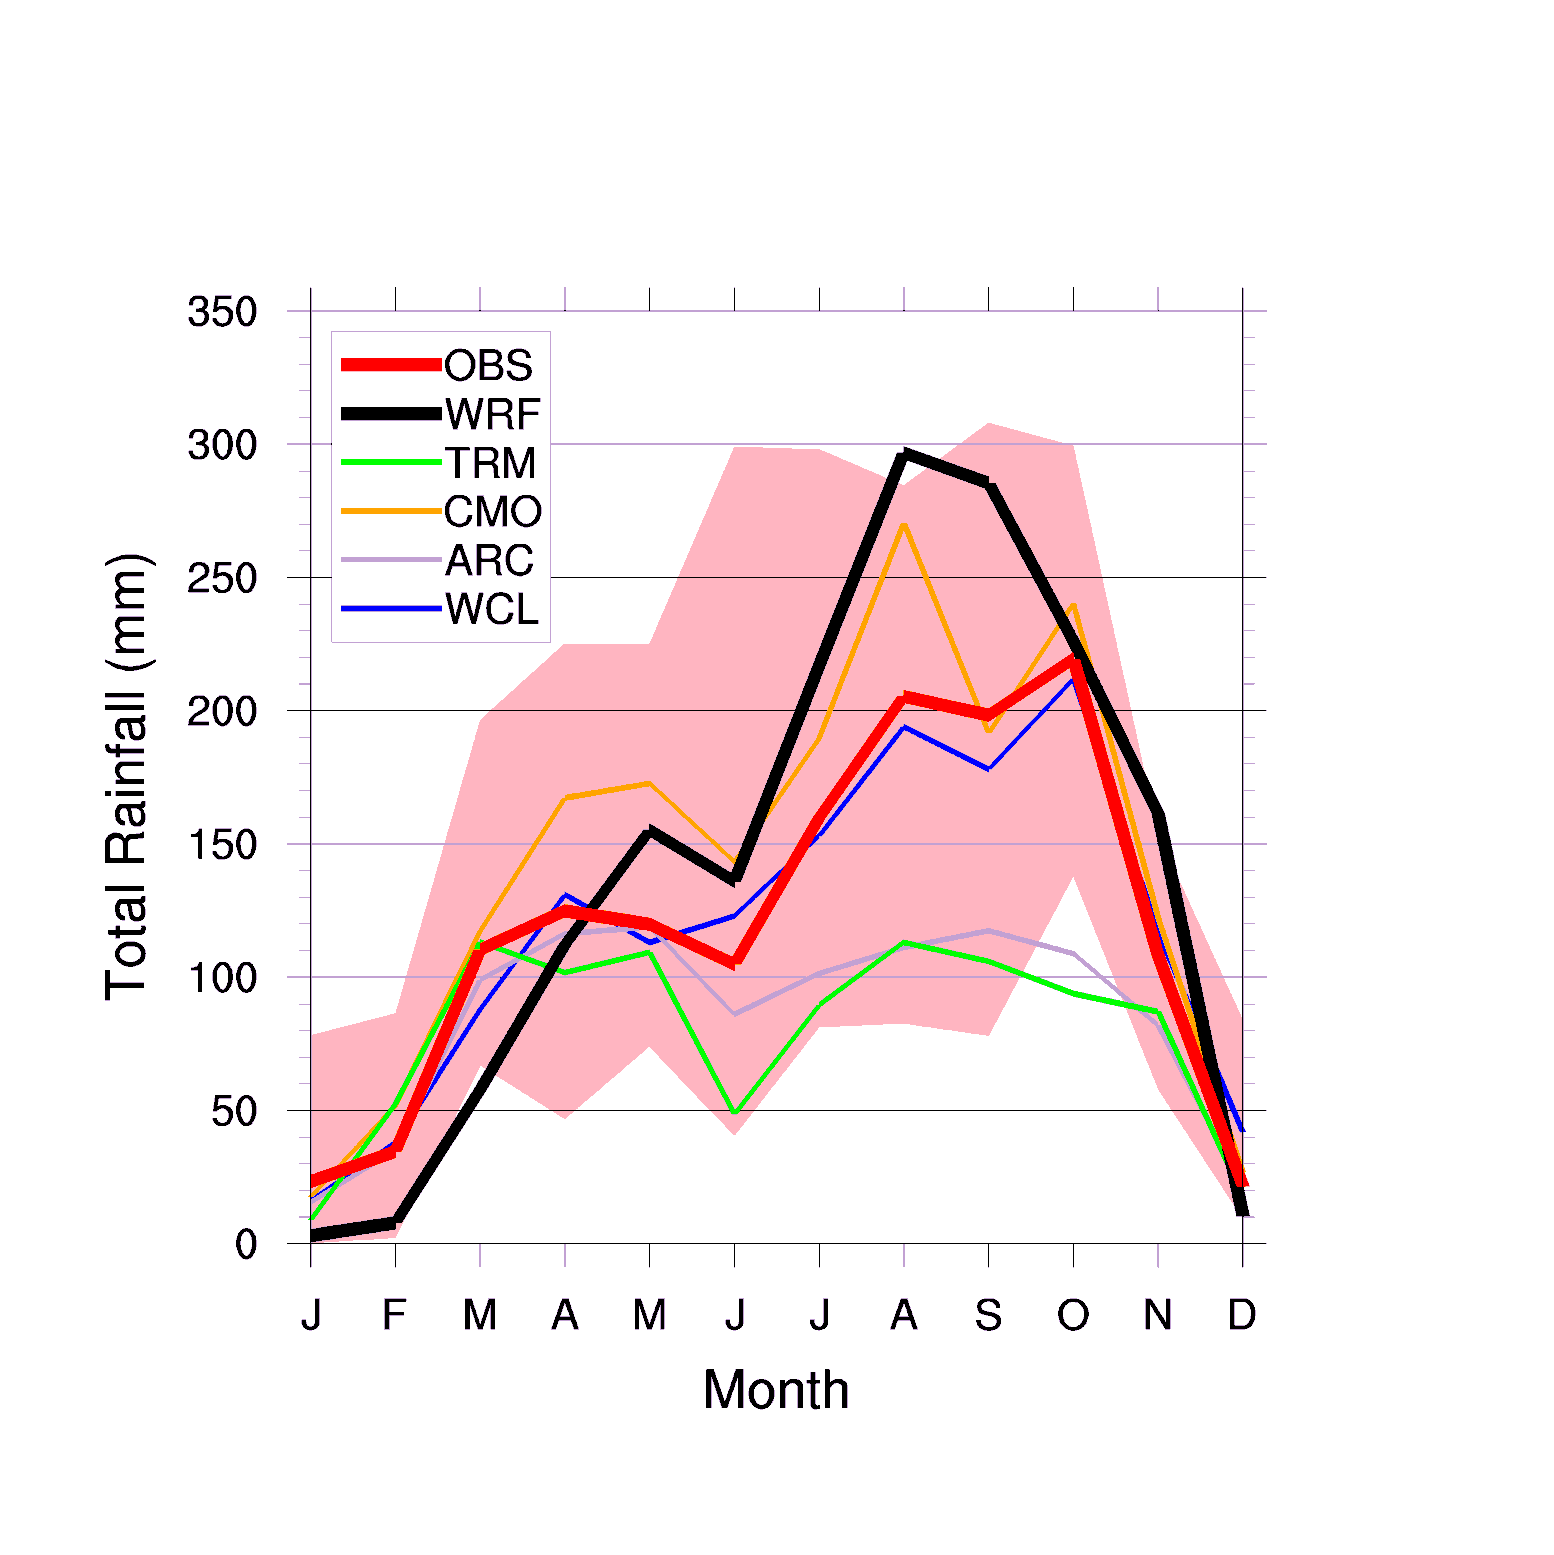 350
300
250
200
150
100
50
0
OBS
WRF
TRM
CMO
ARC
WCL
Total Rainfall (mm)
J F M A M J J A S O N D
Month